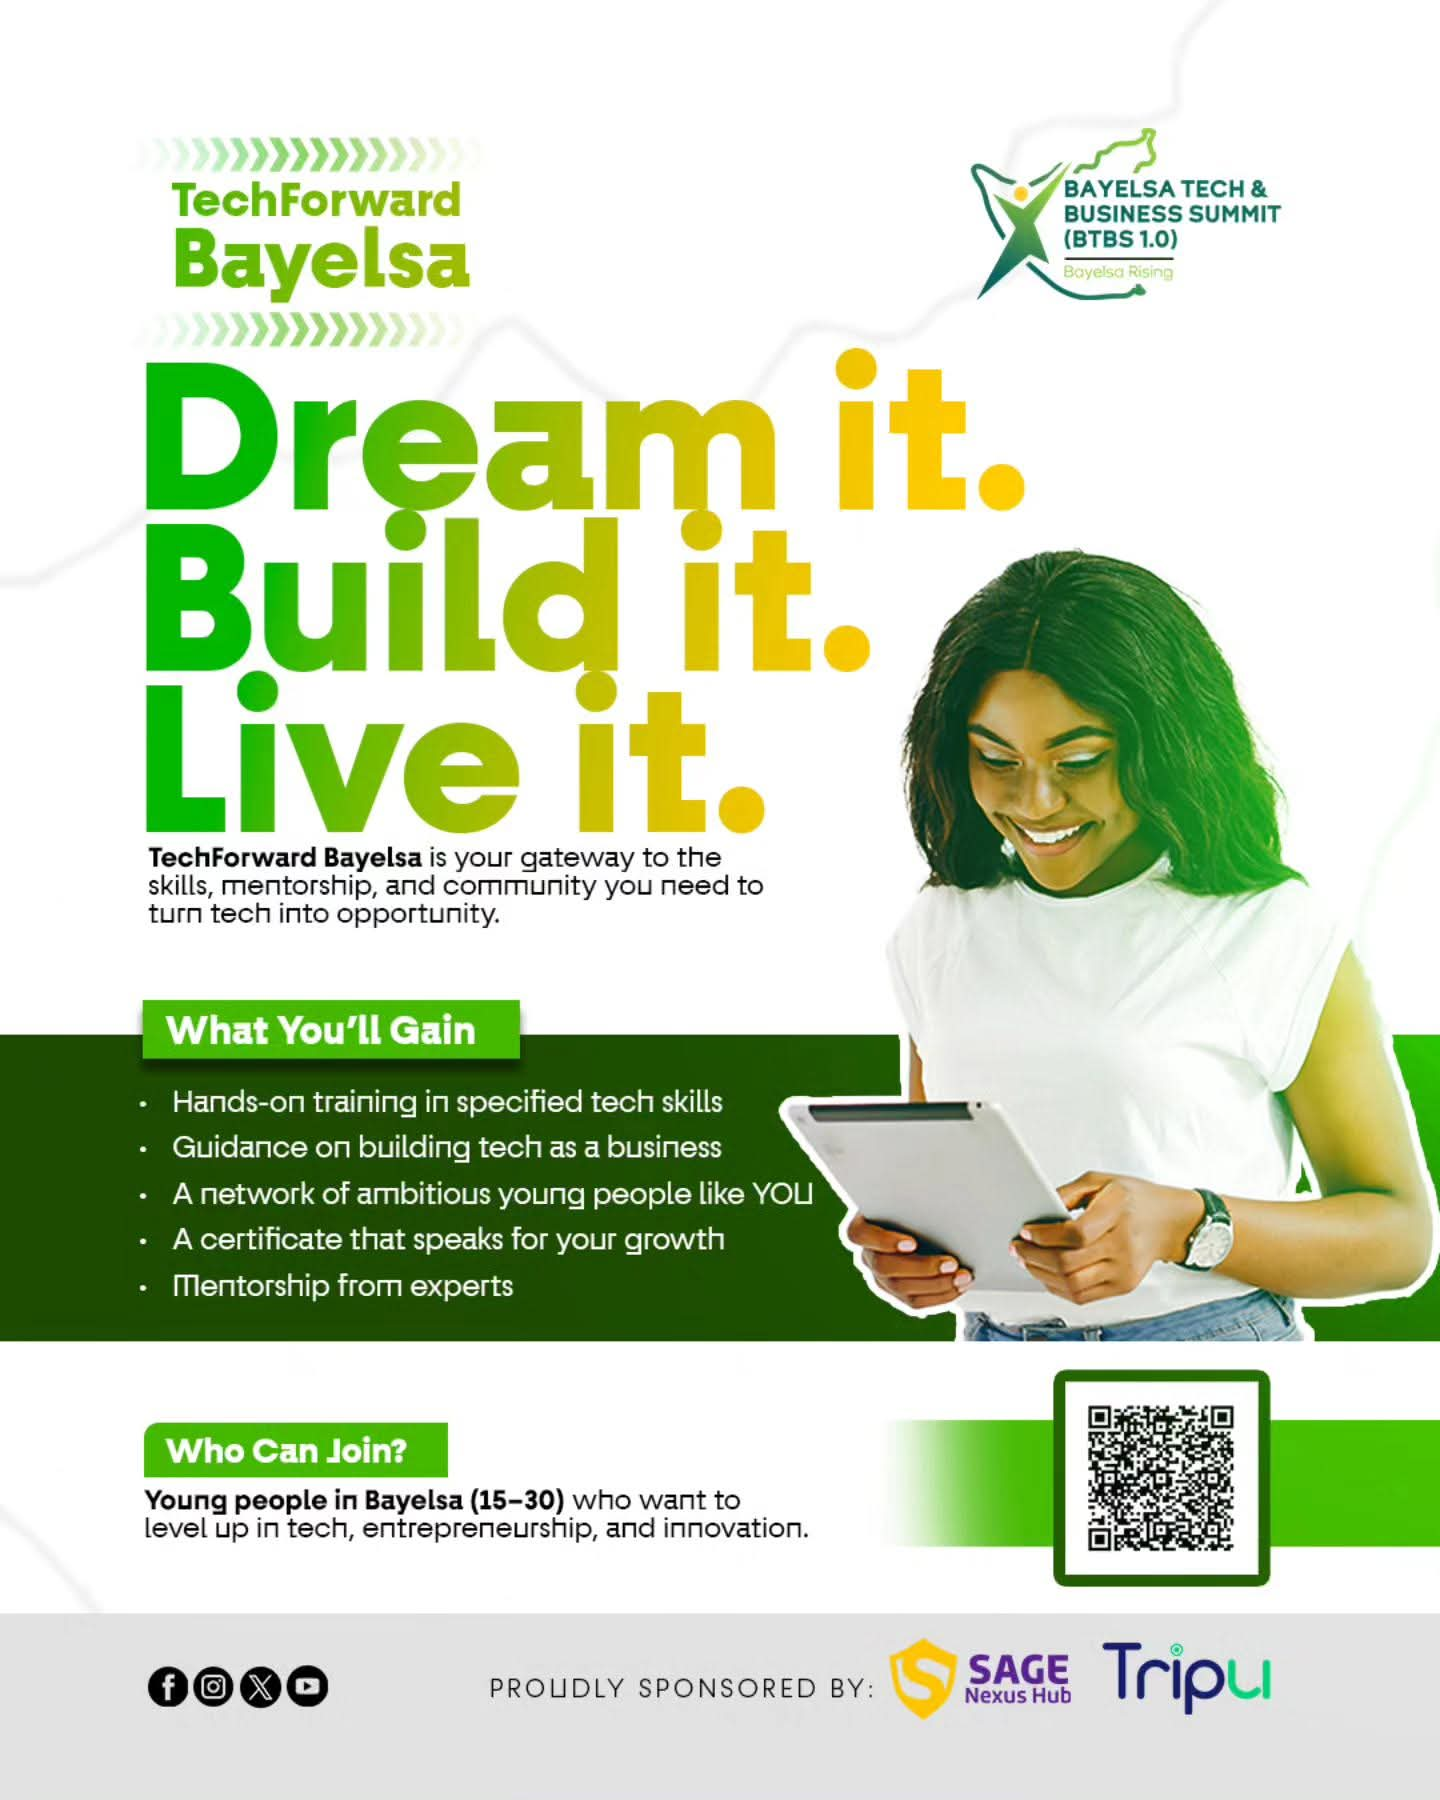 TechForward
Bayelsa
BAYELSA TECH &
BUSINESS SUMMIT
(BTBS 1.0)
Bayelsa Rising
Dream it.
Build it.
Live it.
TechForward Bayelsa is your gateway to the
skills, mentorship, and community you need to
turn tech into opportunity.
What You'll Gain
• Hands-on training in specified tech skills
• Guidance on building tech as a business
• A network of ambitious young people like YOU
• A certificate that speaks for your growth
• Mentorship from experts
Who Can Join?
Young people in Bayelsa (15–30) who want to
level up in tech, entrepreneurship, and innovation.
PROUDLY SPONSORED BY:
SAGE
Nexus Hub
Tripu